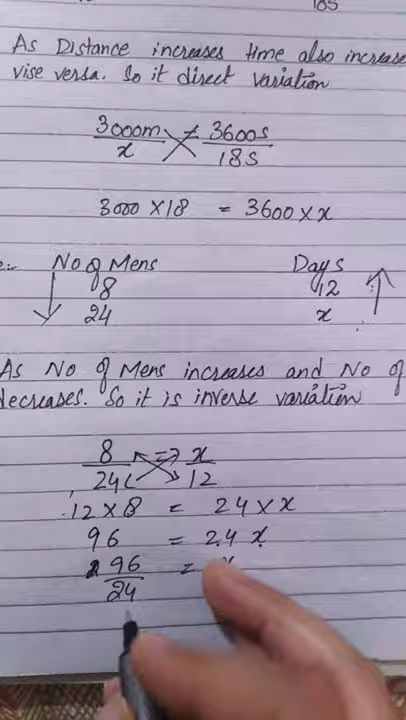 18s
As Distance increases time also increase
vise versa. So it direct variation
3000m / x = 3600s / 18s
3000 × 18 = 3600 × x
No of Mens Days
8 12
24 x
As No of Mens increases and No of
decreases. So it is inverse variation
8 / 24 = x / 12
12 × 8 = 24 × x
96 = 24 x
96 / 24 =